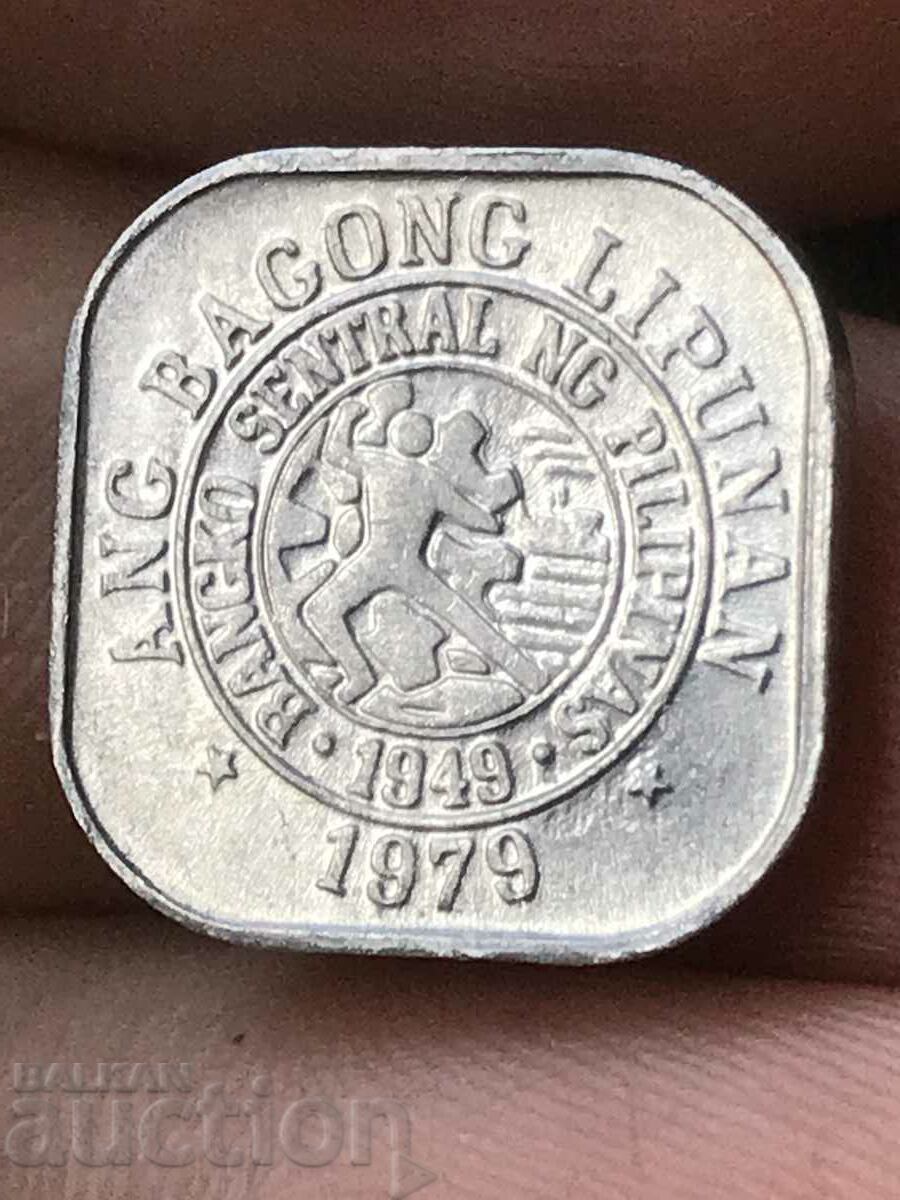 ANG BAGONG LIPUNAN
BANGKO SENTRAL NG PILIPINAS
· 1949 ·
1979
BALKAN
auction